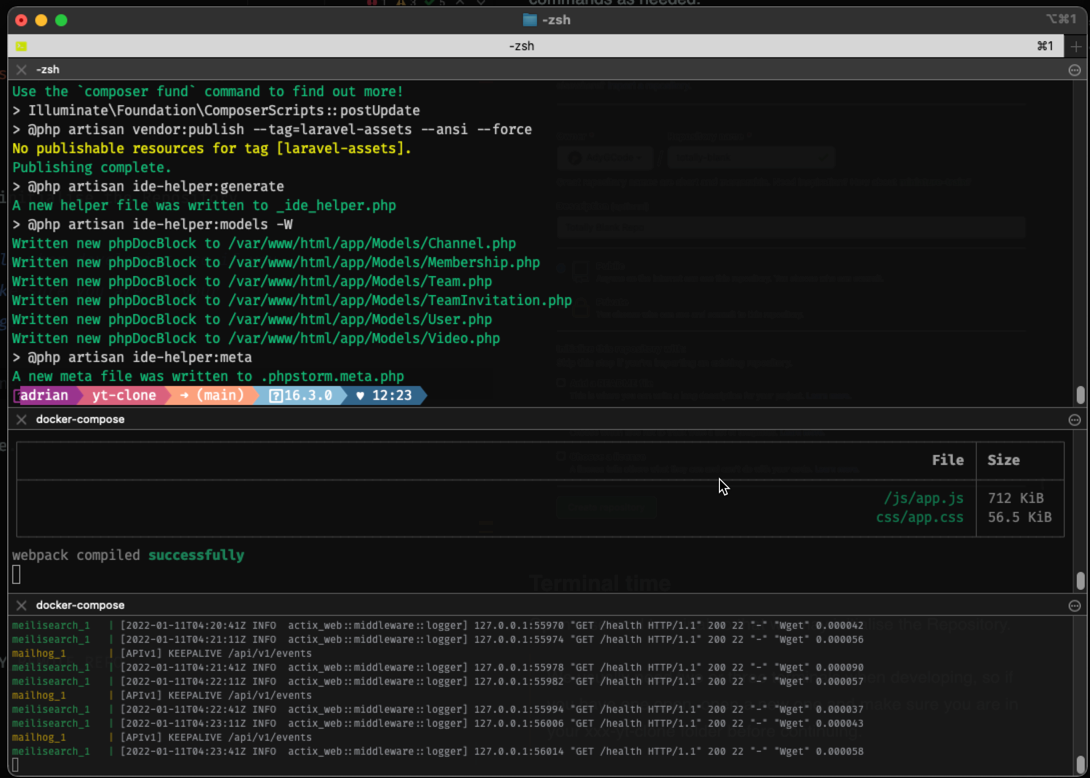 commands as needed.
-zsh
⌥⌘1
-zsh
⌘1
-zsh
Use the `composer fund` command to find out more!
> Illuminate\Foundation\ComposerScripts::postUpdate
> @php artisan vendor:publish --tag=laravel-assets --ansi --force
No publishable resources for tag [laravel-assets].
Publishing complete.
> @php artisan ide-helper:generate
A new helper file was written to _ide_helper.php
> @php artisan ide-helper:models -W
Written new phpDocBlock to /var/www/html/app/Models/Channel.php
Written new phpDocBlock to /var/www/html/app/Models/Membership.php
Written new phpDocBlock to /var/www/html/app/Models/Team.php
Written new phpDocBlock to /var/www/html/app/Models/TeamInvitation.php
Written new phpDocBlock to /var/www/html/app/Models/User.php
Written new phpDocBlock to /var/www/html/app/Models/Video.php
> @php artisan ide-helper:meta
A new meta file was written to .phpstorm.meta.php
adrian yt-clone → (main) 16.3.0 ♥ 12:23
docker-compose
File Size
/js/app.js 712 KiB
css/app.css 56.5 KiB
webpack compiled successfully
Terminal time
docker-compose
meilisearch_1 | [2022-01-11T04:20:41Z INFO actix_web::middleware::logger] 127.0.0.1:55970 "GET /health HTTP/1.1" 200 22 "-" "Wget" 0.000042
meilisearch_1 | [2022-01-11T04:21:11Z INFO actix_web::middleware::logger] 127.0.0.1:55974 "GET /health HTTP/1.1" 200 22 "-" "Wget" 0.000056
mailhog_1 | [APIv1] KEEPALIVE /api/v1/events
meilisearch_1 | [2022-01-11T04:21:41Z INFO actix_web::middleware::logger] 127.0.0.1:55978 "GET /health HTTP/1.1" 200 22 "-" "Wget" 0.000090
meilisearch_1 | [2022-01-11T04:22:11Z INFO actix_web::middleware::logger] 127.0.0.1:55982 "GET /health HTTP/1.1" 200 22 "-" "Wget" 0.000057
mailhog_1 | [APIv1] KEEPALIVE /api/v1/events
meilisearch_1 | [2022-01-11T04:22:41Z INFO actix_web::middleware::logger] 127.0.0.1:55994 "GET /health HTTP/1.1" 200 22 "-" "Wget" 0.000037
meilisearch_1 | [2022-01-11T04:23:11Z INFO actix_web::middleware::logger] 127.0.0.1:56006 "GET /health HTTP/1.1" 200 22 "-" "Wget" 0.000043
mailhog_1 | [APIv1] KEEPALIVE /api/v1/events
meilisearch_1 | [2022-01-11T04:23:41Z INFO actix_web::middleware::logger] 127.0.0.1:56014 "GET /health HTTP/1.1" 200 22 "-" "Wget" 0.000058